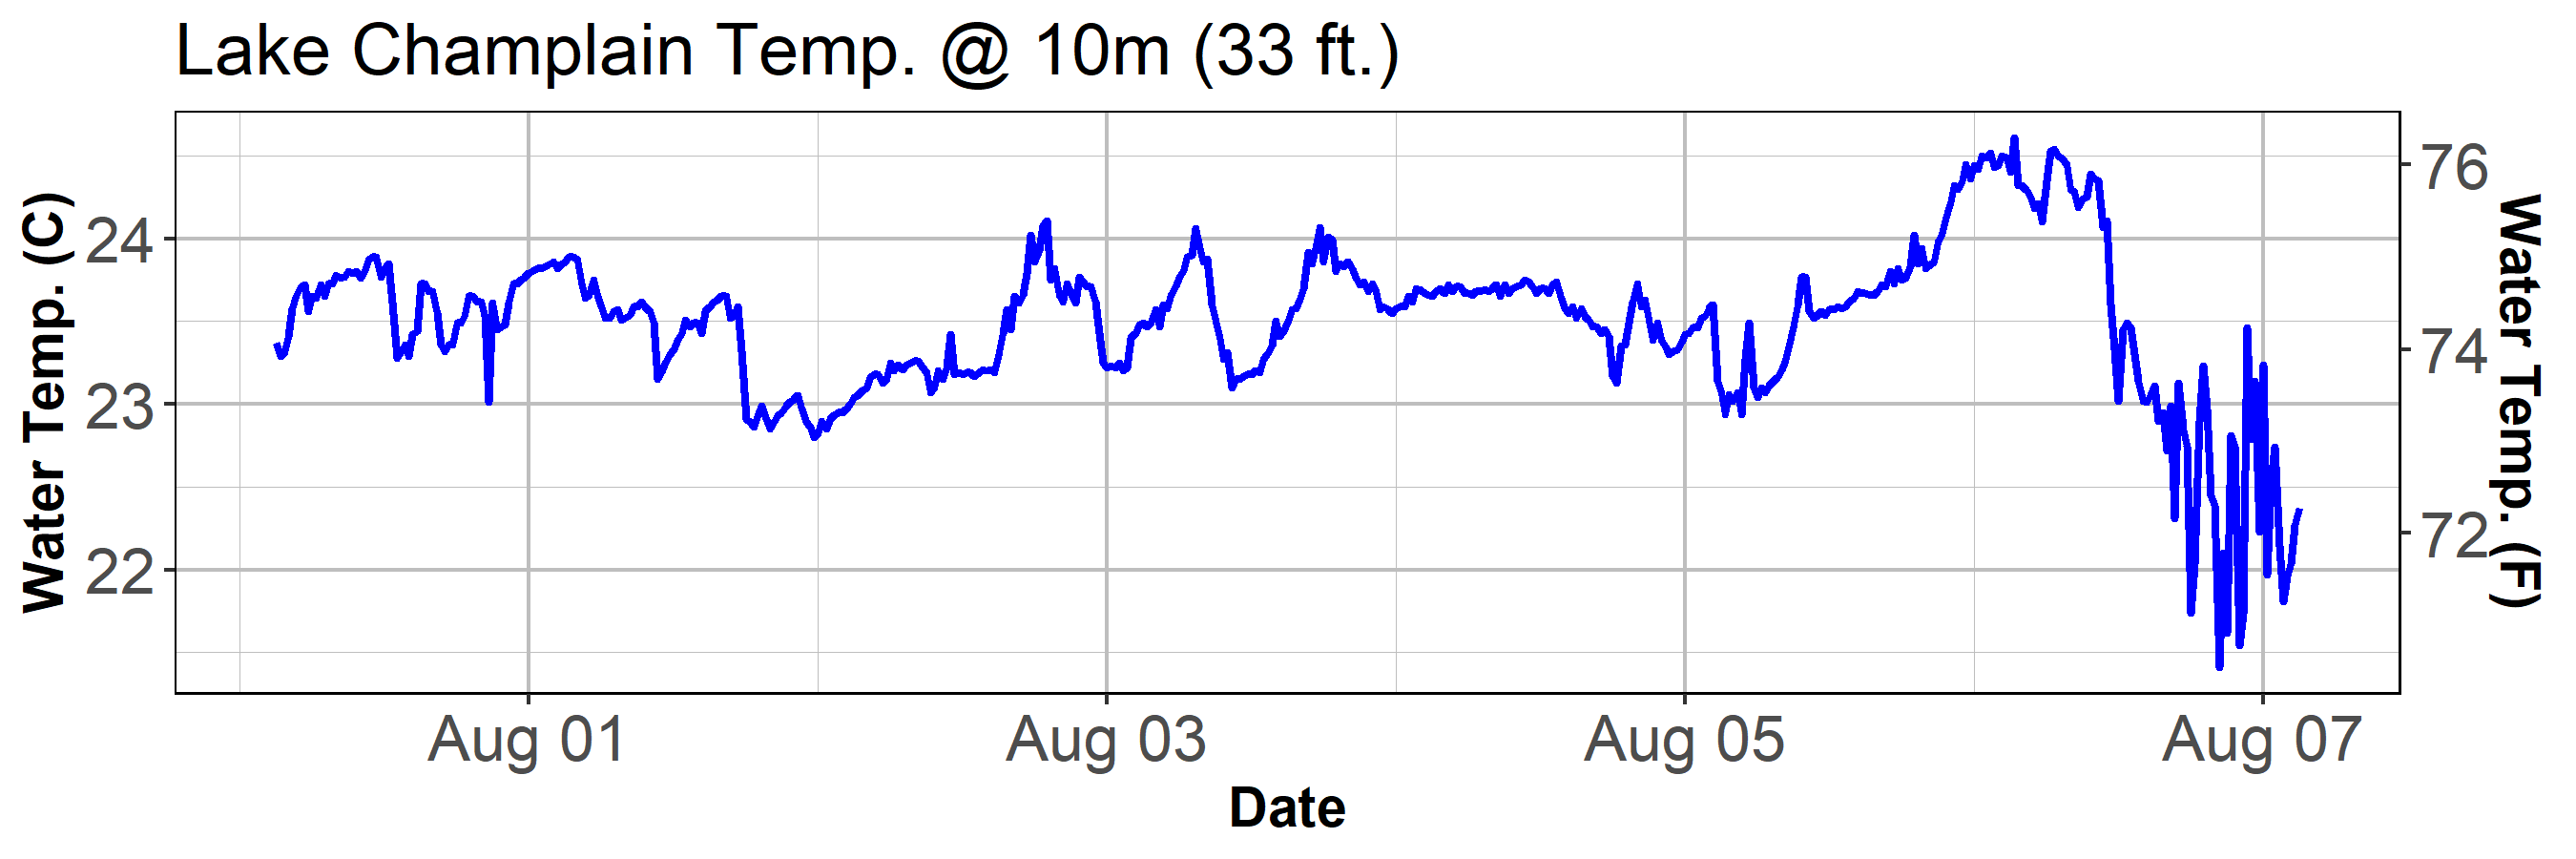 Lake Champlain Temp. @ 10m (33 ft.)
Water Temp. (C)
24
23
22
76
74
72
Water Temp. (F)
Aug 01
Aug 03
Aug 05
Aug 07
Date